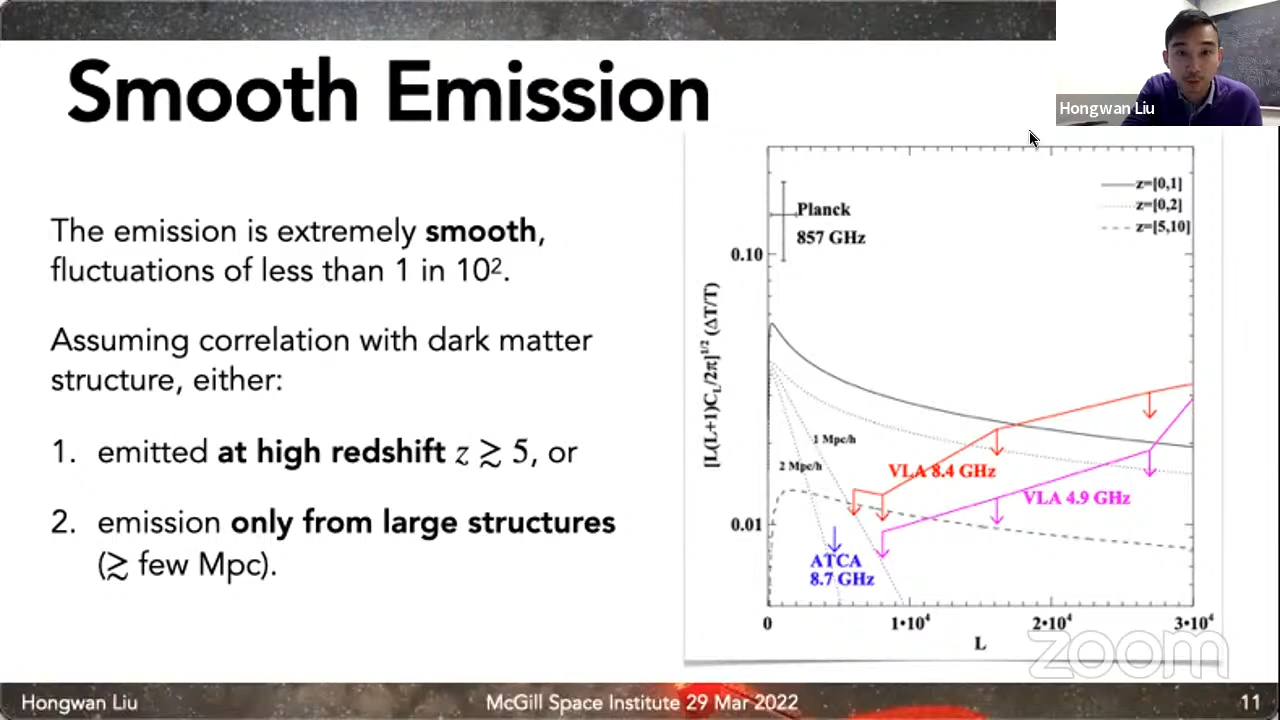 Smooth Emission
Hongwan Liu
The emission is extremely smooth,
fluctuations of less than 1 in 10².
Assuming correlation with dark matter
structure, either:
1. emitted at high redshift z ≳ 5, or
2. emission only from large structures
(≳ few Mpc).
[L(L+1)C_L/2π]^1/2 (ΔT/T)
0.10
0.01
Planck
857 GHz
z=[0,1]
z=[0,2]
z=[5,10]
1 Mpc/h
2 Mpc/h
VLA 8.4 GHz
VLA 4.9 GHz
ATCA
8.7 GHz
0
1•10⁴
2•10⁴
3•10⁴
L
zoom
Hongwan Liu
McGill Space Institute 29 Mar 2022
11